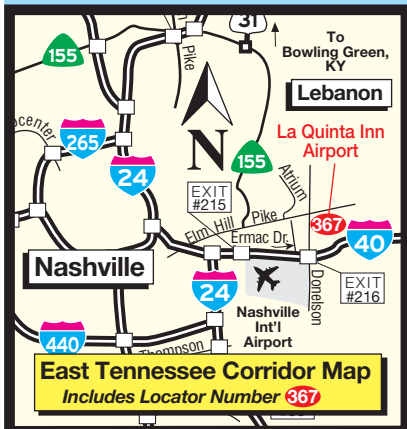 31
To
Bowling Green,
KY
155
Pike
Lebanon
265
24
N
La Quinta Inn
Airport
155
Atrium
EXIT
#215
Elm Hill Pike
367
Ermac Dr.
40
Nashville
24
Donelson
EXIT
#216
Nashville
Int'l
Airport
440
Thompson
East Tennessee Corridor Map
Includes Locator Number 367